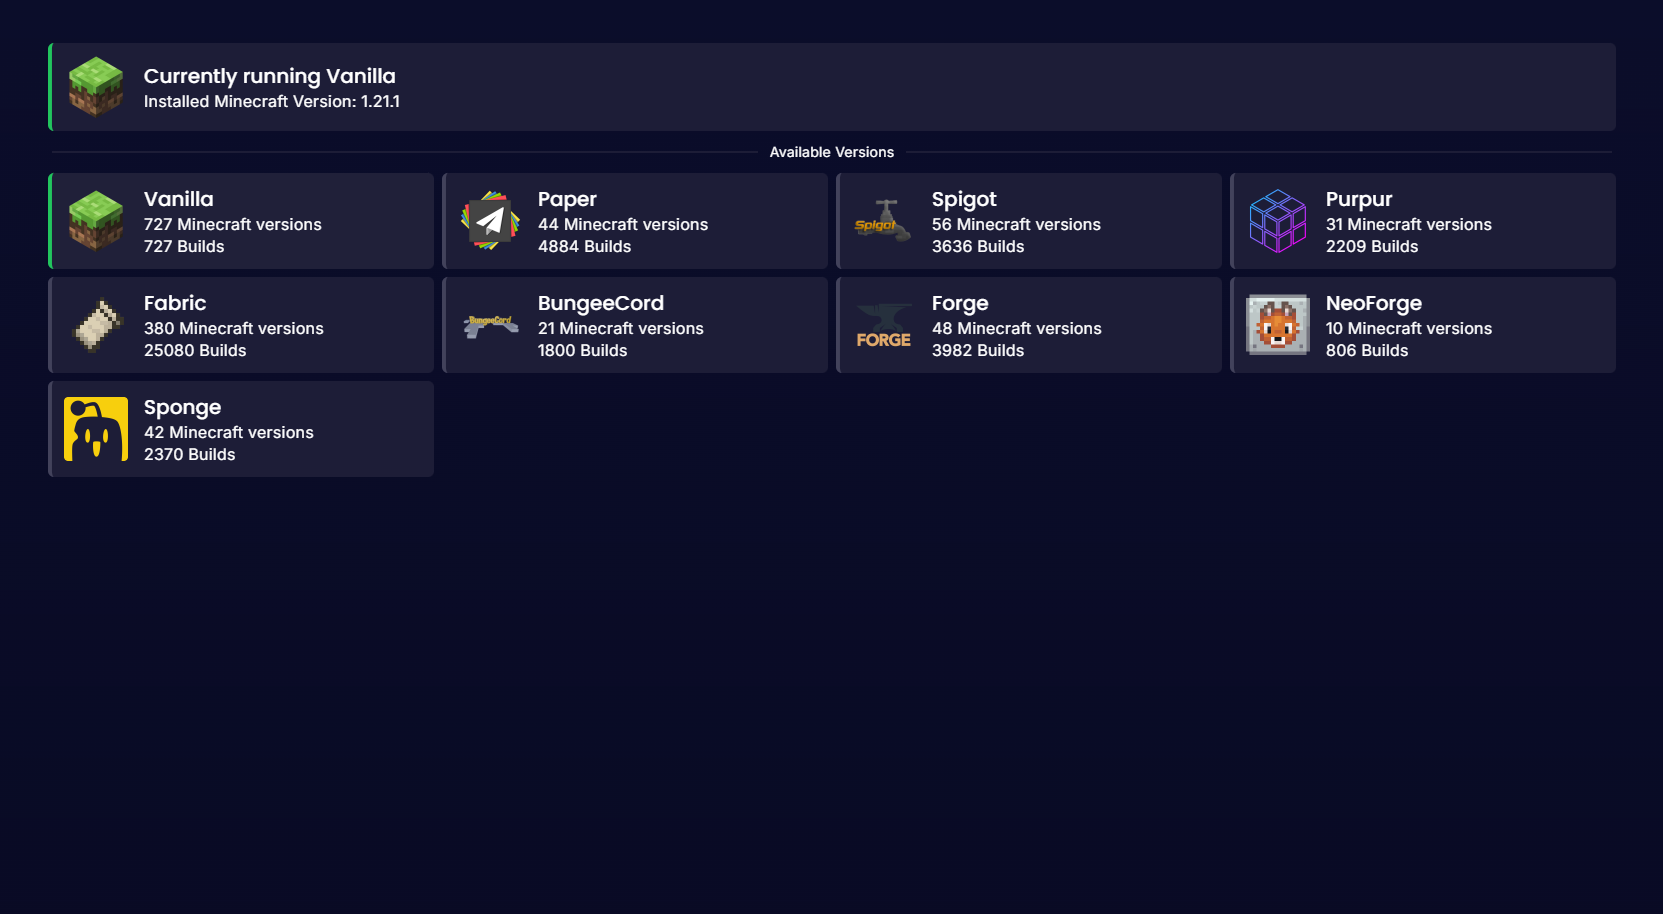 Currently running Vanilla
Installed Minecraft Version: 1.21.1
Available Versions
Vanilla
727 Minecraft versions
727 Builds
Paper
44 Minecraft versions
4884 Builds
Spigot
Spigot
56 Minecraft versions
3636 Builds
Purpur
31 Minecraft versions
2209 Builds
Fabric
380 Minecraft versions
25080 Builds
BungeeCord
BungeeCord
21 Minecraft versions
1800 Builds
FORGE
Forge
48 Minecraft versions
3982 Builds
NeoForge
10 Minecraft versions
806 Builds
Sponge
42 Minecraft versions
2370 Builds